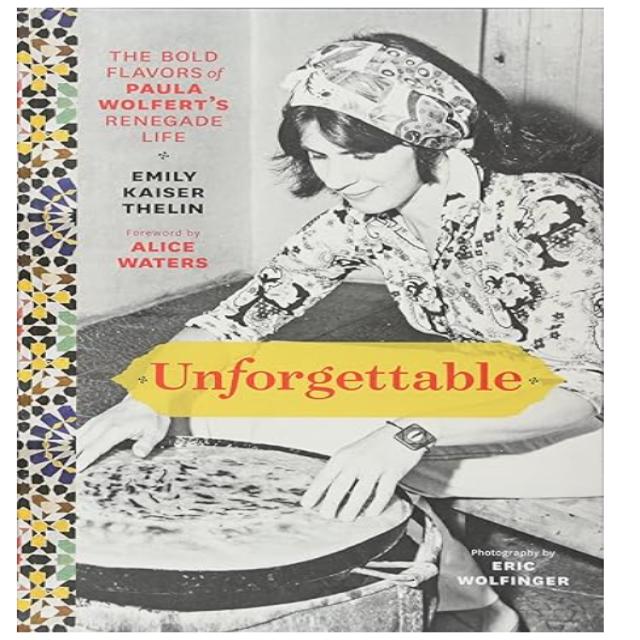 THE BOLD
FLAVORS of
PAULA
WOLFERT'S
RENEGADE
LIFE
EMILY
KAISER
THELIN
Foreword by
ALICE
WATERS
Unforgettable
Photography by
ERIC
WOLFINGER